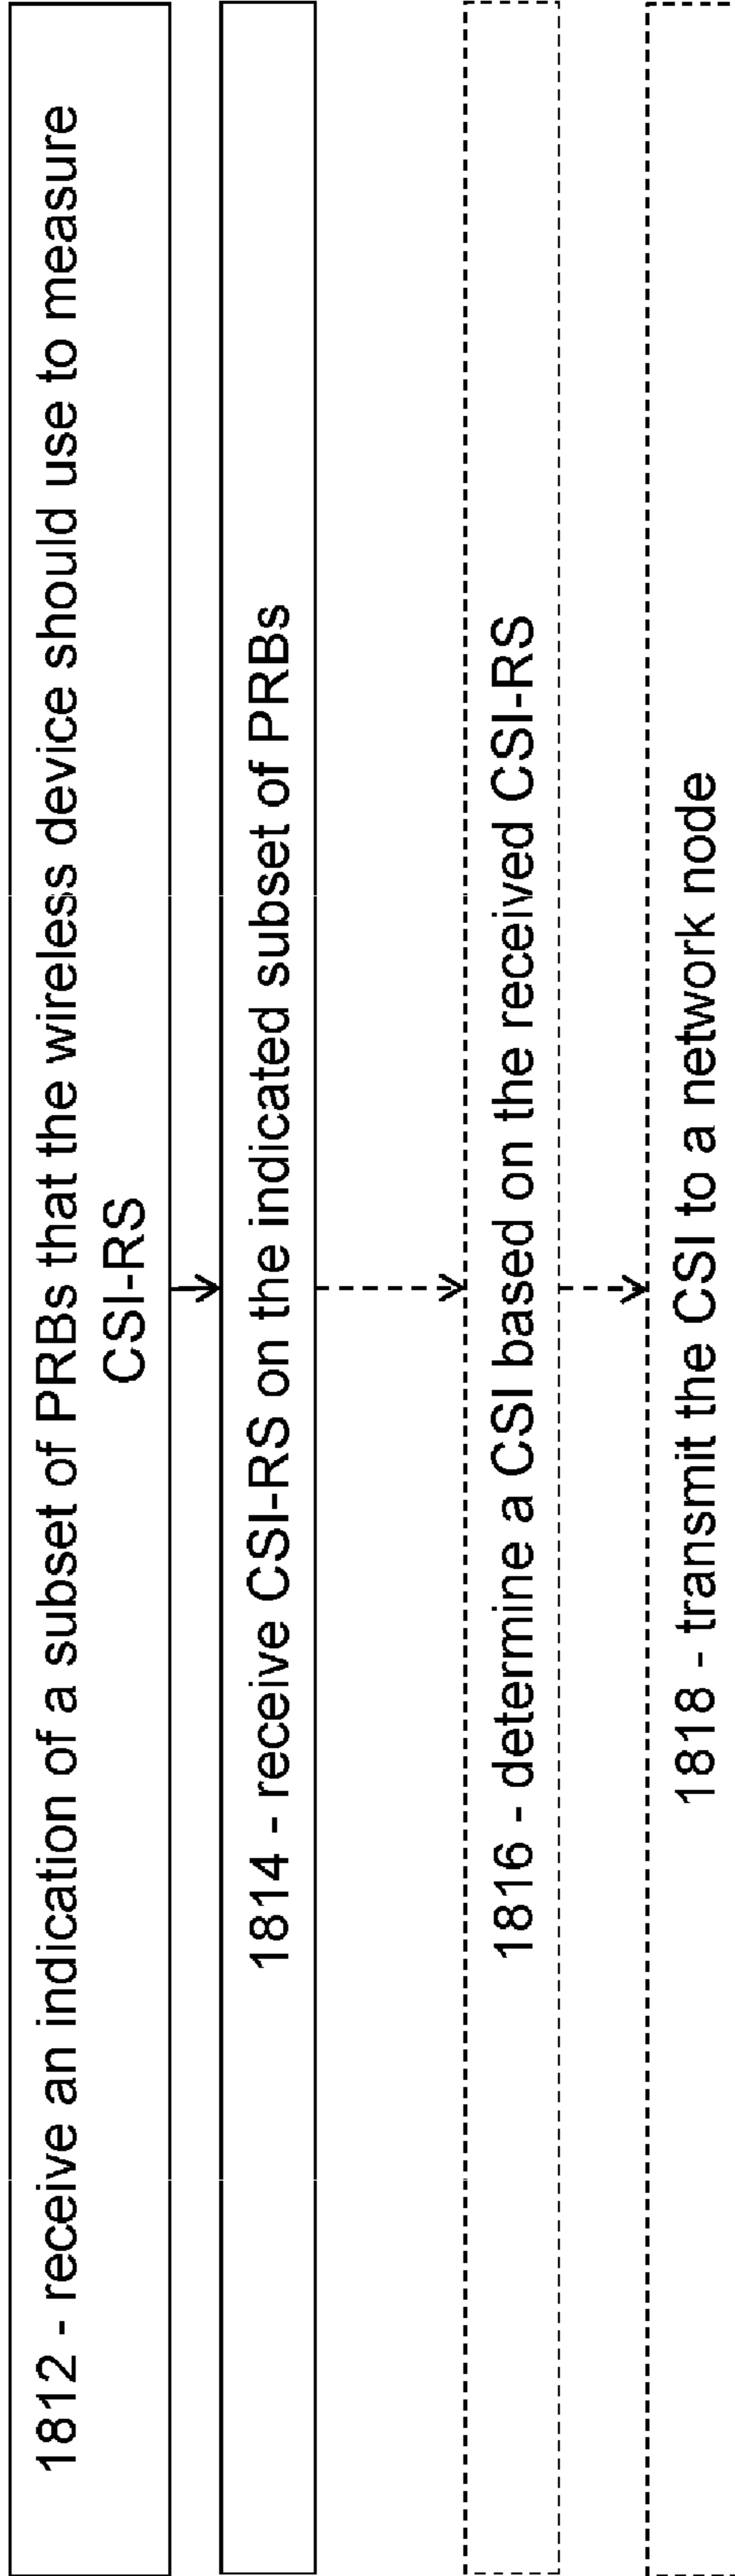 1812 - receive an indication of a subset of PRBs that the wireless device should use to measure
CSI-RS
1814 - receive CSI-RS on the indicated subset of PRBs
1816 - determine a CSI based on the received CSI-RS
1818 - transmit the CSI to a network node